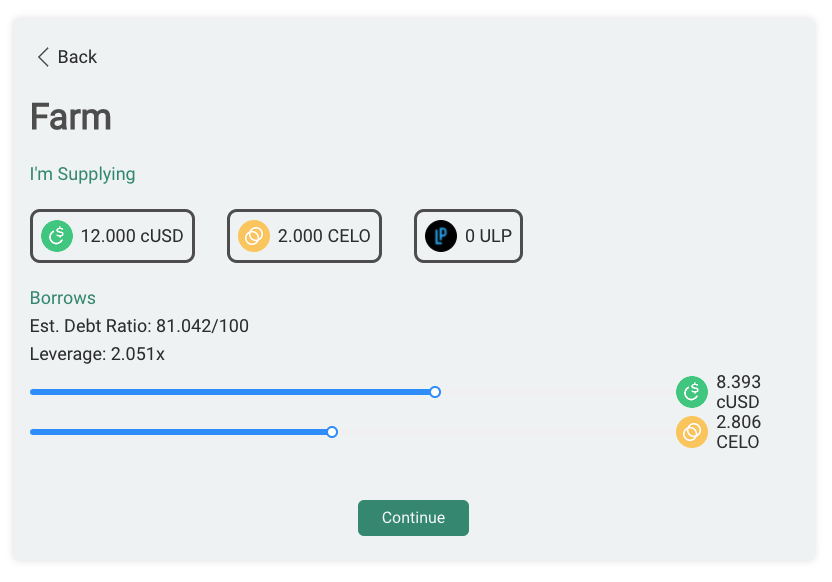 Back
Farm
I'm Supplying
12.000 cUSD
2.000 CELO
LP
0 ULP
Borrows
Est. Debt Ratio: 81.042/100
Leverage: 2.051x
8.393
cUSD
2.806
CELO
Continue